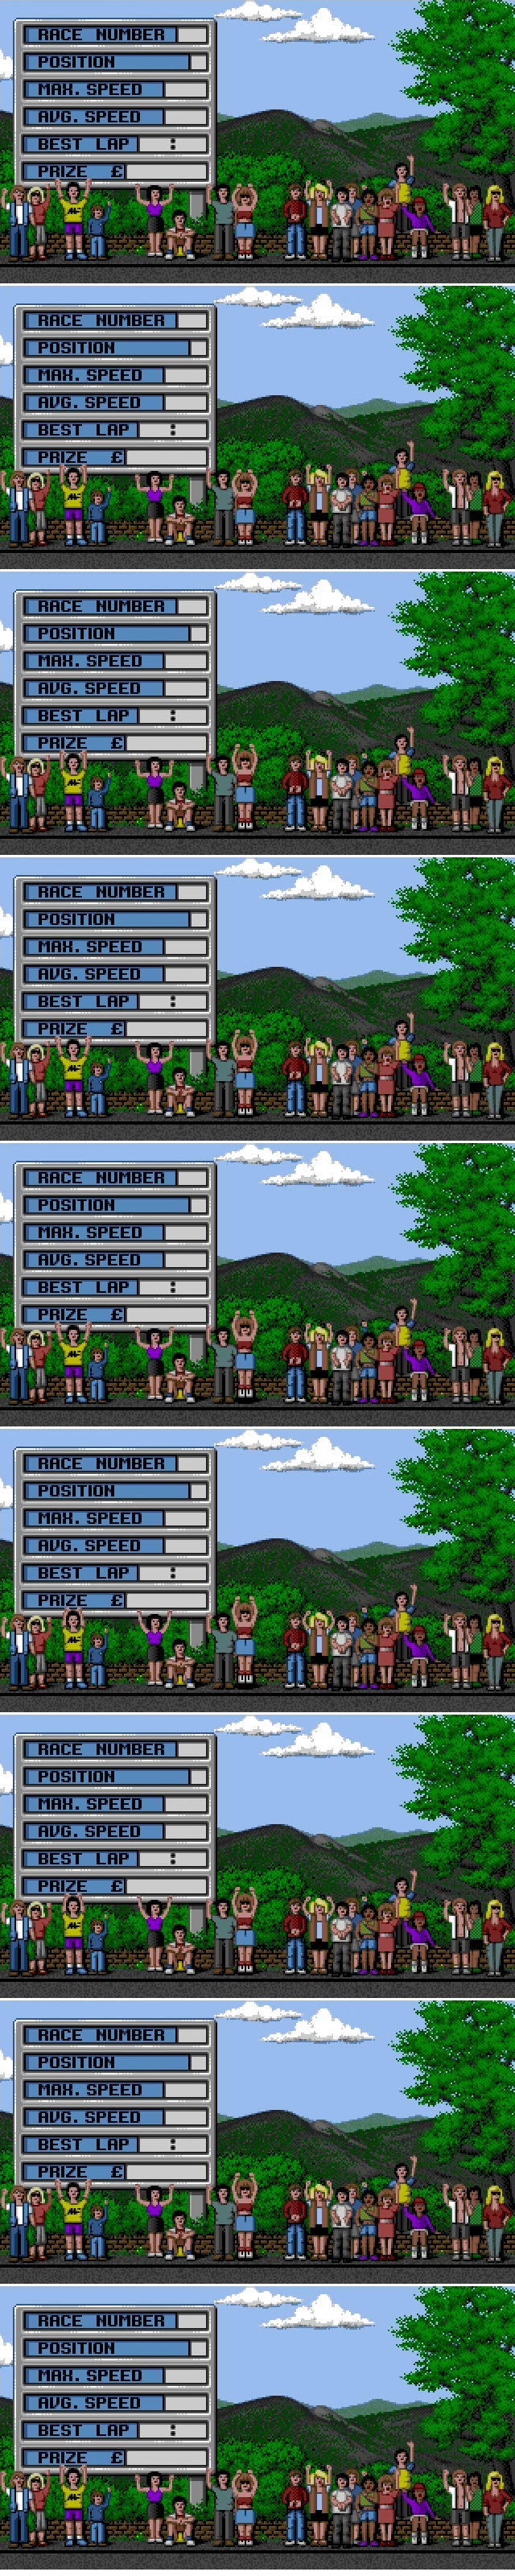 RACE NUMBER
POSITION
MAX. SPEED
AVG. SPEED
BEST LAP :
PRIZE £
RACE NUMBER
POSITION
MAX. SPEED
AVG. SPEED
BEST LAP :
PRIZE £
RACE NUMBER
POSITION
MAX. SPEED
AVG. SPEED
BEST LAP :
PRIZE £
RACE NUMBER
POSITION
MAX. SPEED
AVG. SPEED
BEST LAP :
PRIZE £
RACE NUMBER
POSITION
MAX. SPEED
AVG. SPEED
BEST LAP :
PRIZE £
RACE NUMBER
POSITION
MAX. SPEED
AVG. SPEED
BEST LAP :
PRIZE £
RACE NUMBER
POSITION
MAX. SPEED
AVG. SPEED
BEST LAP :
PRIZE £
RACE NUMBER
POSITION
MAX. SPEED
AVG. SPEED
BEST LAP :
PRIZE £
RACE NUMBER
POSITION
MAX. SPEED
AVG. SPEED
BEST LAP :
PRIZE £